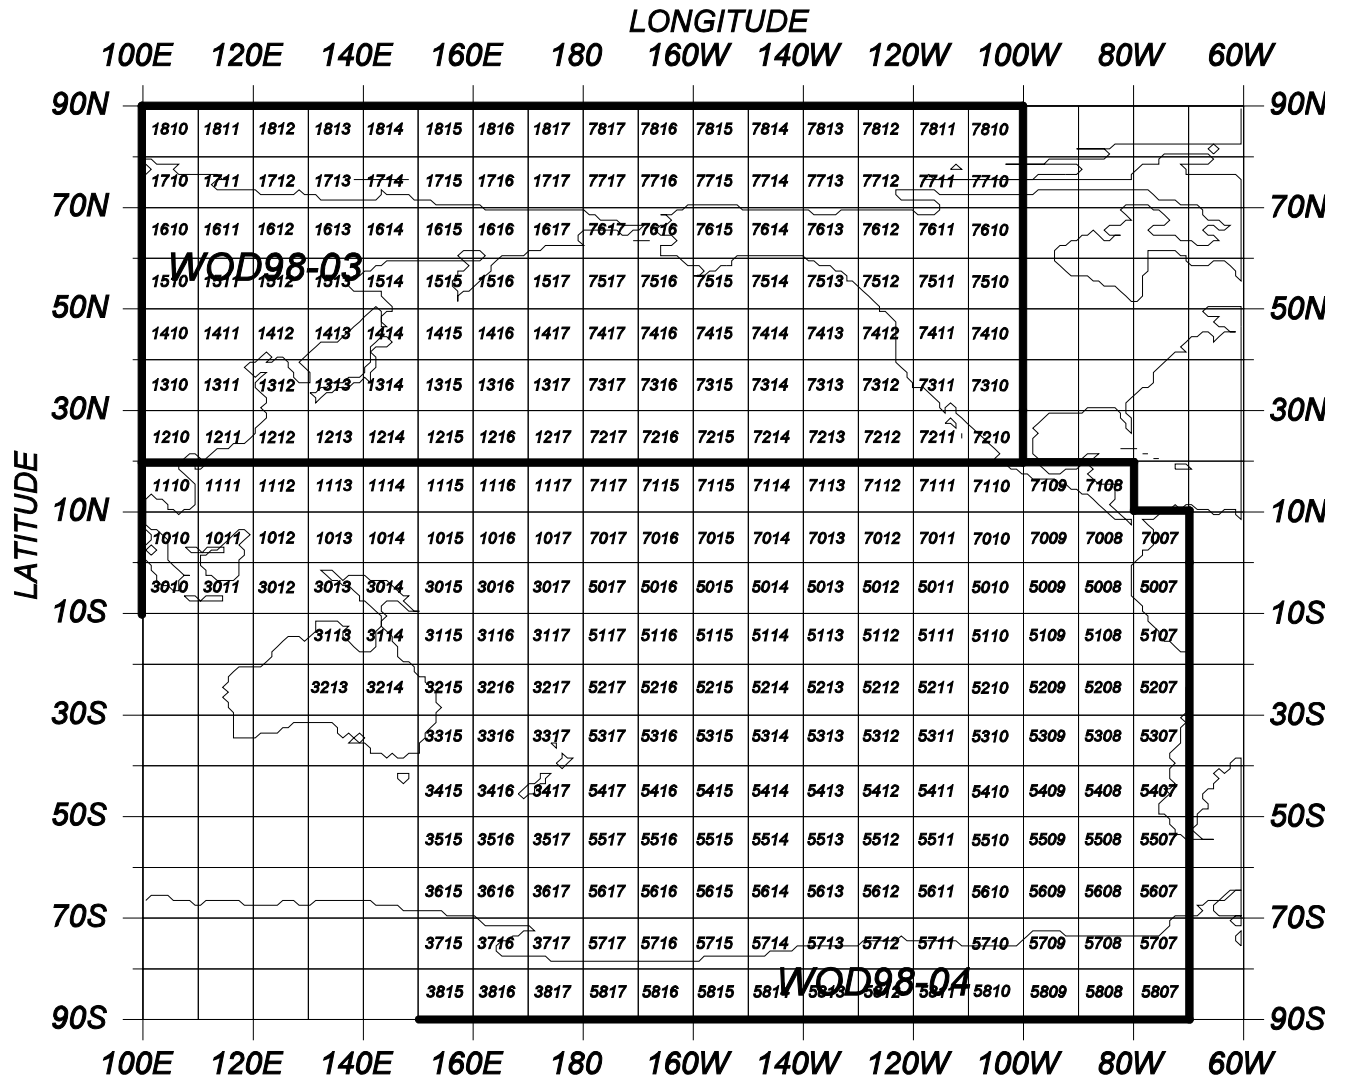 LONGITUDE
100E 120E 140E 160E 180 160W 140W 120W 100W 80W 60W
90N 90N
1810 1811 1812 1813 1814 1815 1816 1817 7817 7816 7815 7814 7813 7812 7811 7810
1710 1711 1712 1713 1714 1715 1716 1717 7717 7716 7715 7714 7713 7712 7711 7710
70N 70N
1610 1611 1612 1613 1614 1615 1616 1617 7617 7616 7615 7614 7613 7612 7611 7610
WOD98-03
1510 1511 1512 1513 1514 1515 1516 1517 7517 7516 7515 7514 7513 7512 7511 7510
50N 50N
1410 1411 1412 1413 1414 1415 1416 1417 7417 7416 7415 7414 7413 7412 7411 7410
1310 1311 1312 1313 1314 1315 1316 1317 7317 7316 7315 7314 7313 7312 7311 7310
30N 30N
1210 1211 1212 1213 1214 1215 1216 1217 7217 7216 7215 7214 7213 7212 7211 7210
LATITUDE
1110 1111 1112 1113 1114 1115 1116 1117 7117 7115 7115 7114 7113 7112 7111 7110 7109 7108
10N 10N
1010 1011 1012 1013 1014 1015 1016 1017 7017 7016 7015 7014 7013 7012 7011 7010 7009 7008 7007
3010 3011 3012 3013 3014 3015 3016 3017 5017 5016 5015 5014 5013 5012 5011 5010 5009 5008 5007
10S 10S
3113 3114 3115 3116 3117 5117 5116 5115 5114 5113 5112 5111 5110 5109 5108 5107
3213 3214 3215 3216 3217 5217 5216 5215 5214 5213 5212 5211 5210 5209 5208 5207
30S 30S
3315 3316 3317 5317 5316 5315 5314 5313 5312 5311 5310 5309 5308 5307
3415 3416 3417 5417 5416 5415 5414 5413 5412 5411 5410 5409 5408 5407
50S 50S
3515 3516 3517 5517 5516 5515 5514 5513 5512 5511 5510 5509 5508 5507
3615 3616 3617 5617 5616 5615 5614 5613 5612 5611 5610 5609 5608 5607
70S 70S
3715 3716 3717 5717 5716 5715 5714 5713 5712 5711 5710 5709 5708 5707
WOD98-04
3815 3816 3817 5817 5816 5815 5814 5813 5812 5811 5810 5809 5808 5807
90S 90S
100E 120E 140E 160E 180 160W 140W 120W 100W 80W 60W